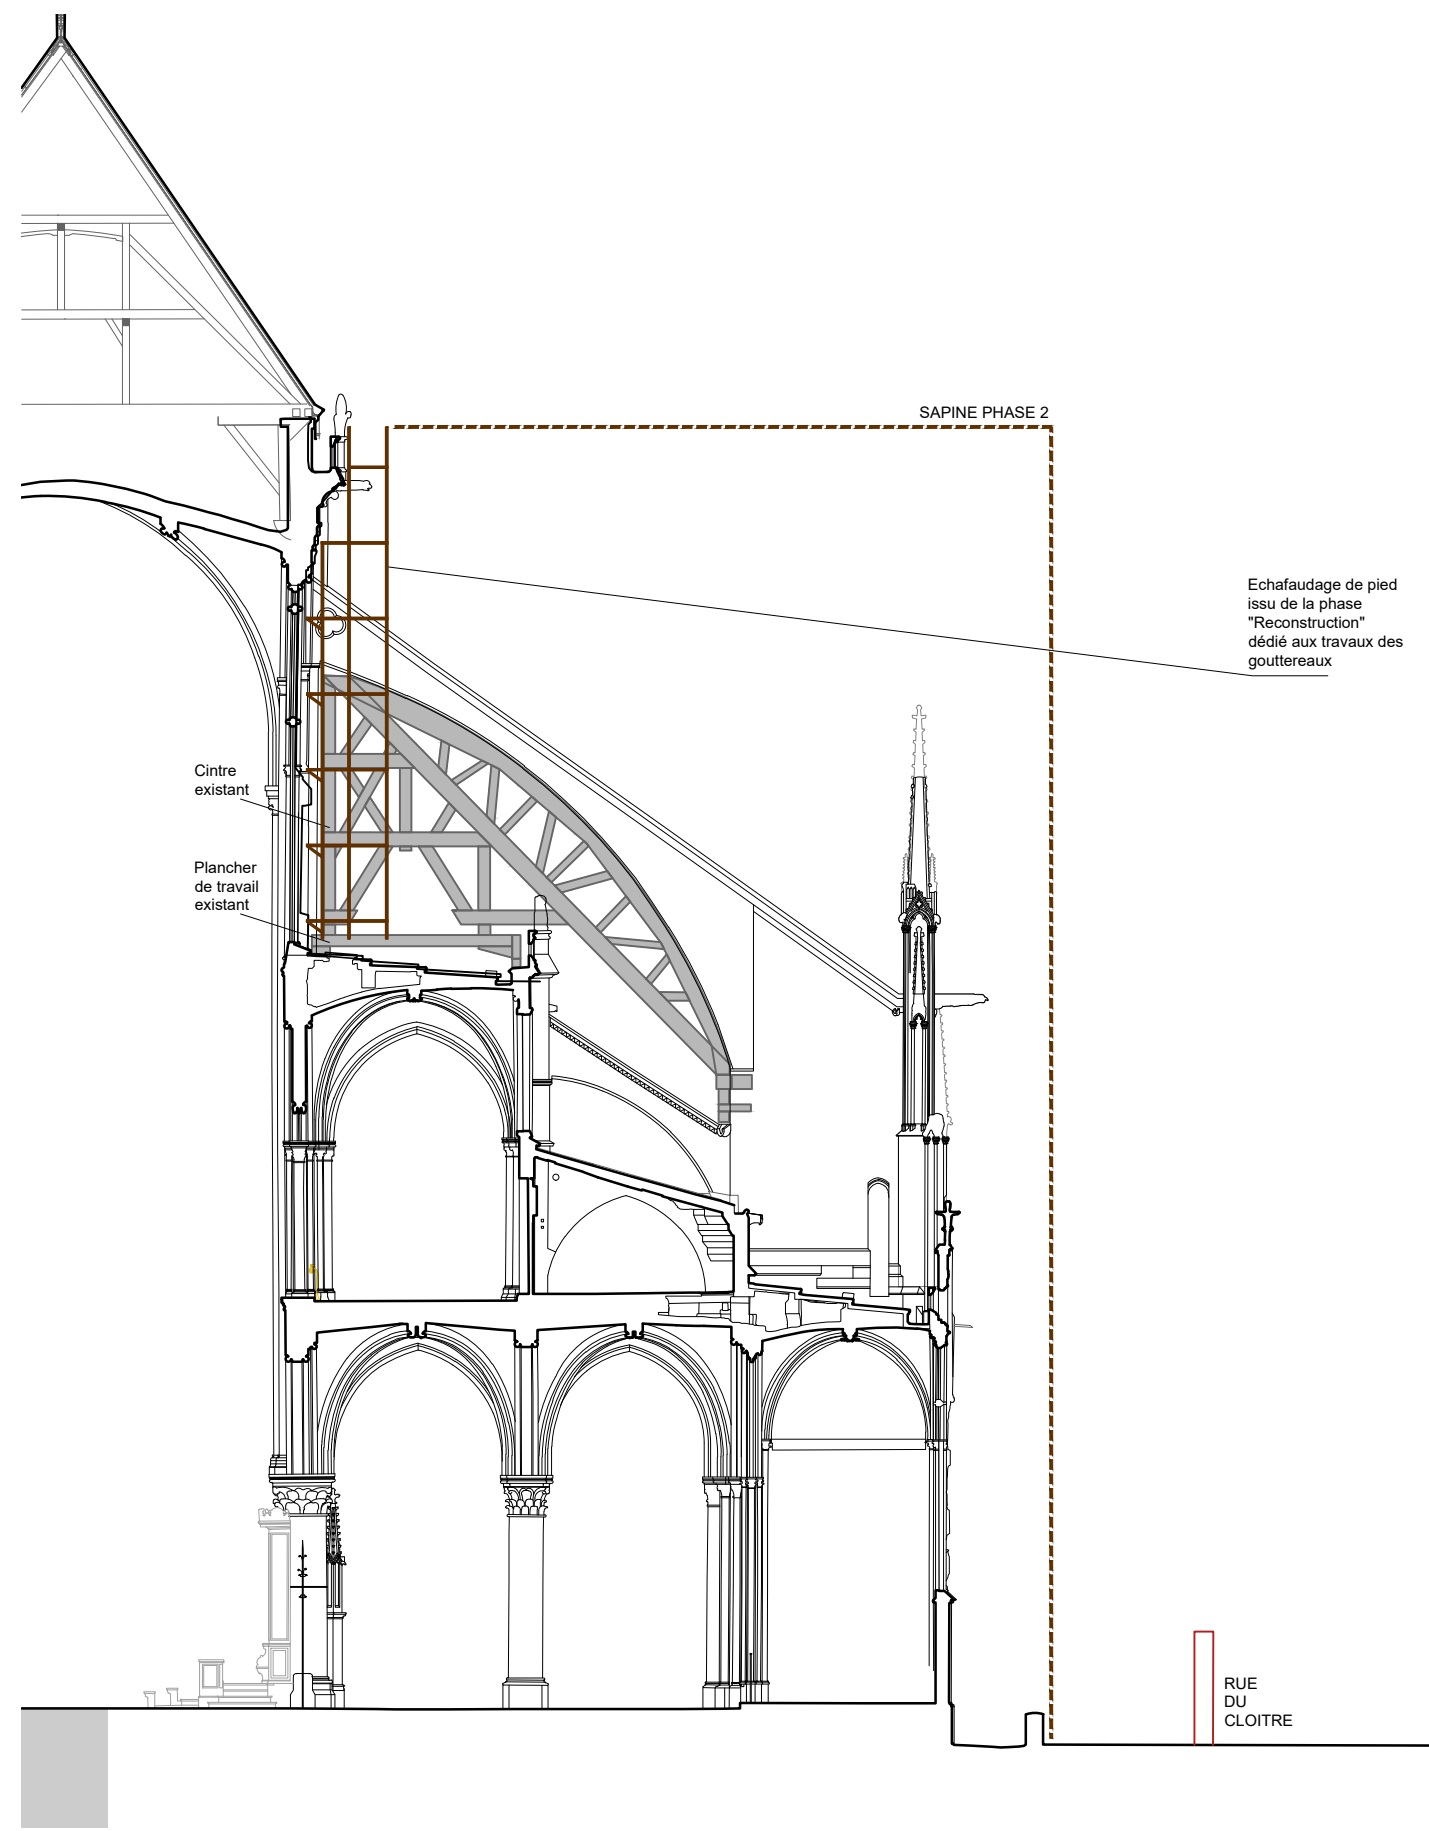 SAPINE PHASE 2
Echafaudage de pied
issu de la phase
"Reconstruction"
dédié aux travaux des
gouttereaux
Cintre
existant
Plancher
de travail
existant
RUE
DU
CLOITRE